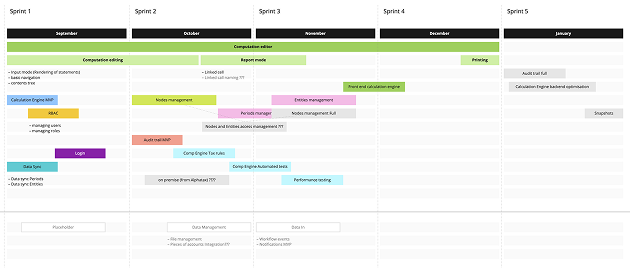 Sprint 1
Sprint 2
Sprint 3
Sprint 4
Sprint 5
September
October
November
December
January
Computation editor
Computation editing
Report mode
Printing
– Input mode (Rendering of statements)
– basic navigation
– contents tree
– Linked cell
– Linked cell naming ???
Audit trail full
Front end calculation engine
Calculation Engine backend optimisation
Calculation Engine MVP
Nodes management
Entities management
RBAC
Periods manager
Nodes management Full
Snapshots
– managing users
– managing roles
Nodes and Entities access management ???
Audit trail MVP
Login
Comp Engine Tax rules
Data Sync
Comp Engine Automated tests
– Data sync Periods
– Data sync Entities
on premise (from Alphatax) ????
Performance testing
Placeholder
Data Management
Data In
– File management
– Pieces of accounts integration???
– Workflow events
– Notifications MVP